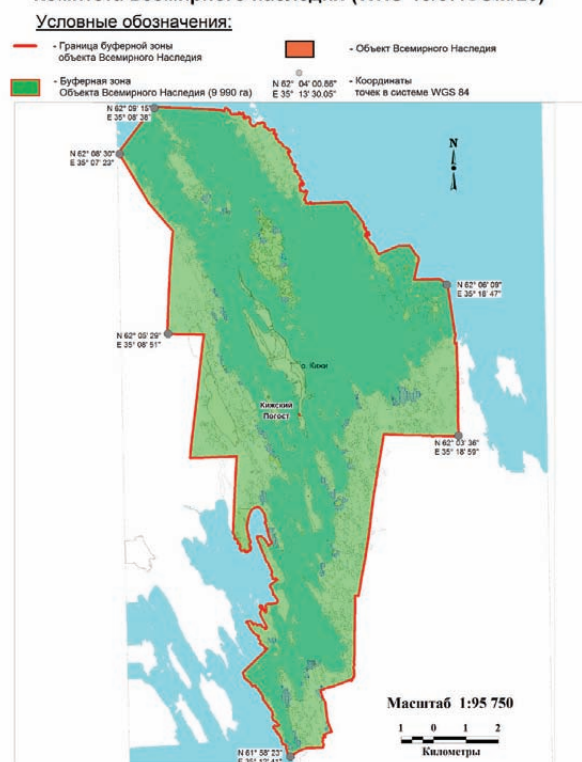 Условные обозначения:
- Граница буферной зоны
объекта Всемирного Наследия
- Объект Всемирного Наследия
- Буферная зона
Объекта Всемирного Наследия (9 990 га)
N 62° 04' 00.86"
E 35° 13' 30.05"
- Координаты
точек в системе WGS 84
N 62° 09' 15"
E 35° 08' 38"
N 62° 08' 30"
E 35° 07' 23"
N
N 62° 06' 09"
E 35° 18' 47"
N 62° 05' 29"
E 35° 08' 51"
о. Кижи
Кижский
Погост
N 62° 03' 36"
E 35° 18' 59"
Масштаб 1:95 750
1 0 1 2
Километры
N 61° 58' 23"